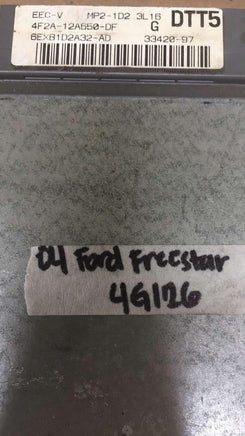 EEC-V MP2-1D2 3L16 DTT5
4F2A-12A650-DF G
6EXB1D2A32-AD 33420-97
04 Ford Freestar
4G126